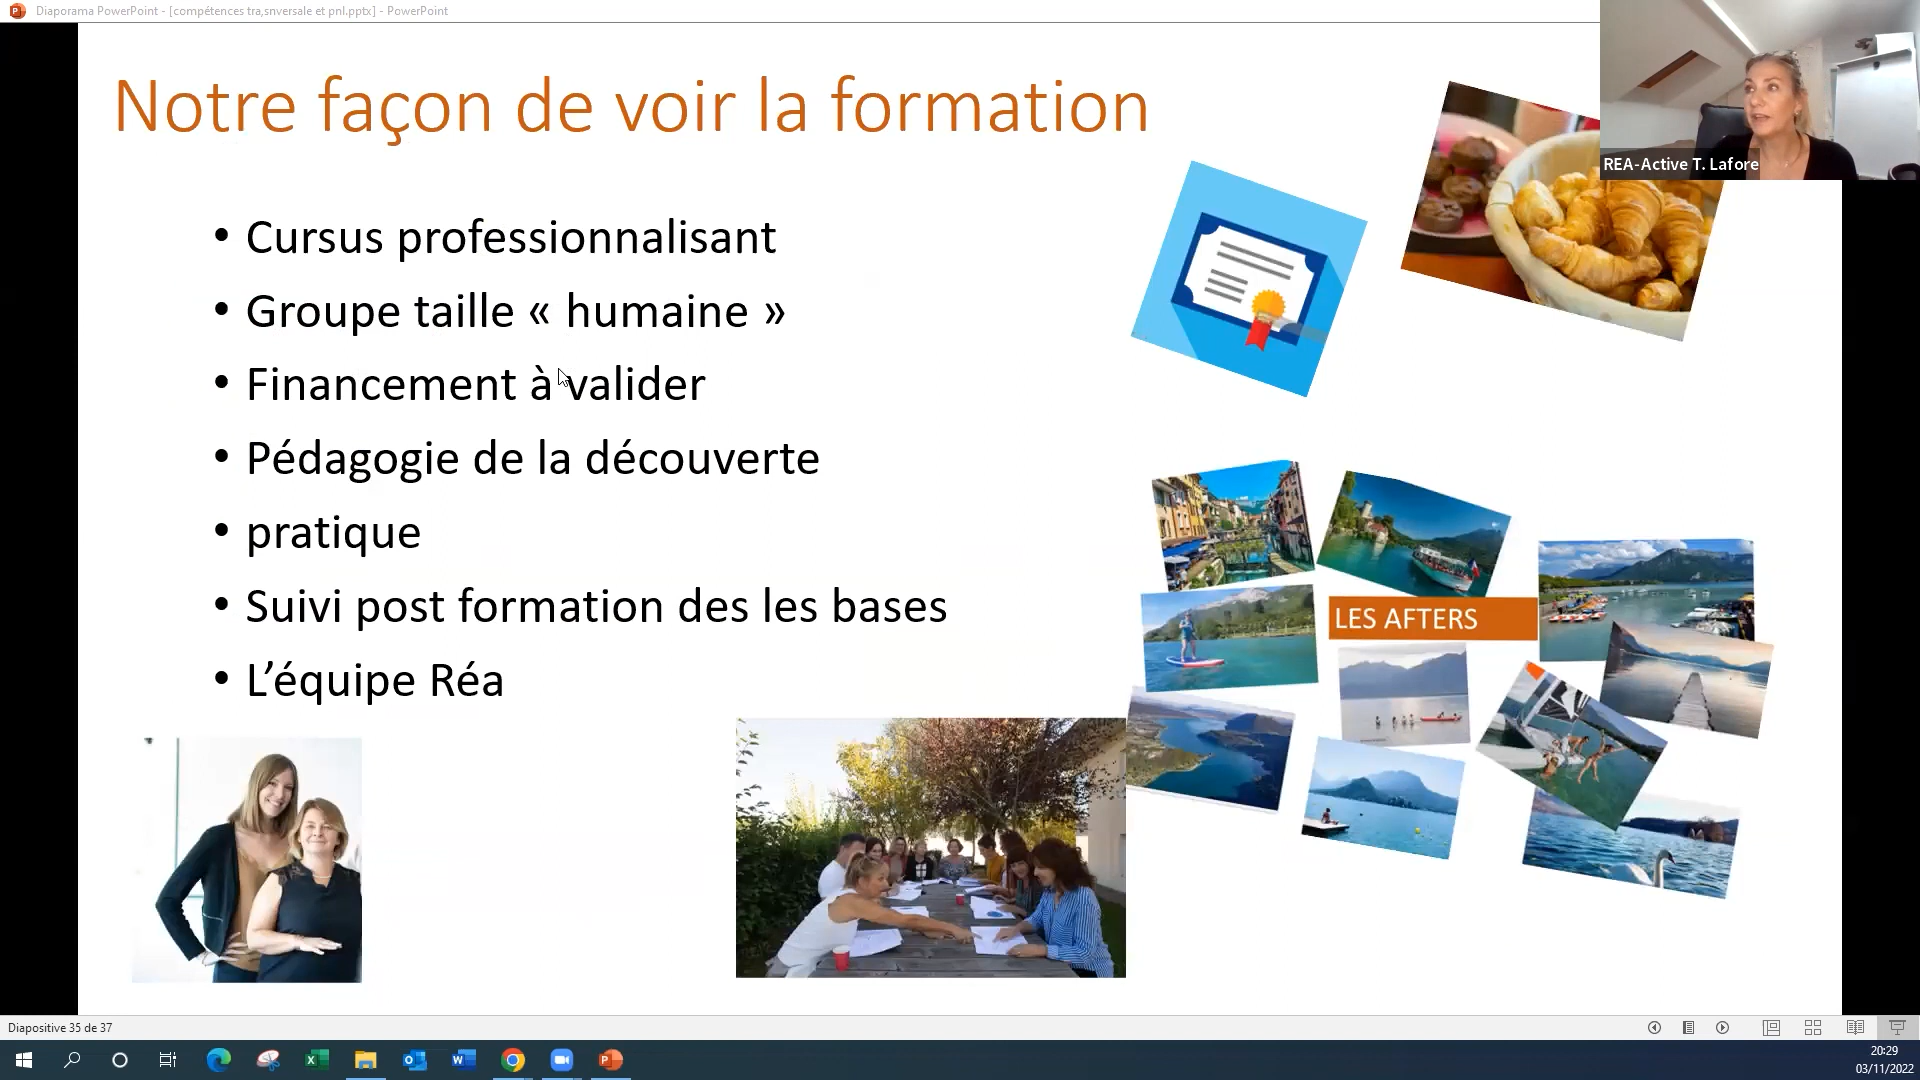 Diaporama PowerPoint - [compétences tra,snversale et pnl.pptx] - PowerPoint
Notre façon de voir la formation
REA-Active T. Lafore
• Cursus professionnalisant
• Groupe taille « humaine »
• Financement à valider
• Pédagogie de la découverte
• pratique
• Suivi post formation des les bases
• L’équipe Réa
LES AFTERS
Diapositive 35 de 37
20:29
03/11/2022